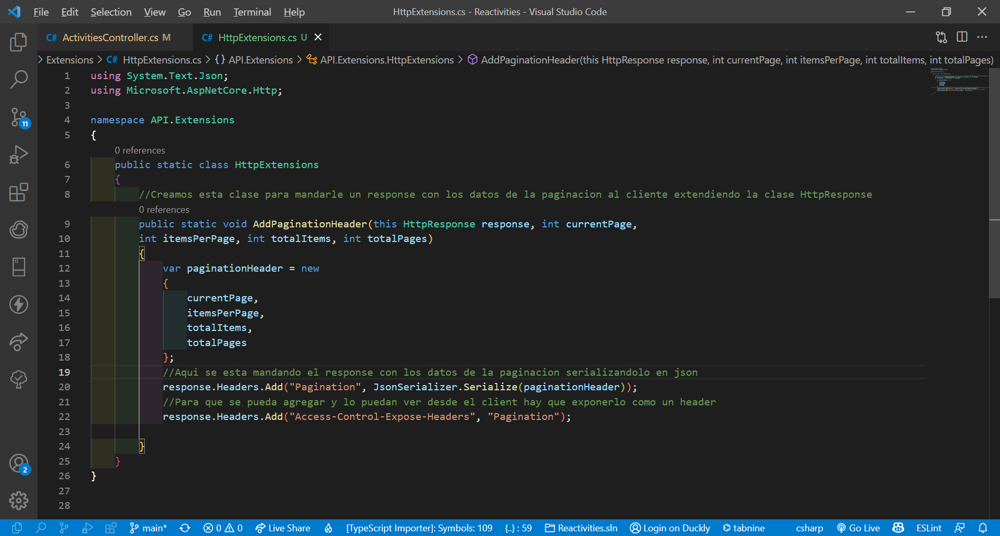 File Edit Selection View Go Run Terminal Help HttpExtensions.cs - Reactivities - Visual Studio Code
C# ActivitiesController.cs M C# HttpExtensions.cs U
> Extensions > C# HttpExtensions.cs > {} API.Extensions > API.Extensions.HttpExtensions > AddPaginationHeader(this HttpResponse response, int currentPage, int itemsPerPage, int totalItems, int totalPages)
1 using System.Text.Json;
2 using Microsoft.AspNetCore.Http;
3
4 namespace API.Extensions
5 {
0 references
6 public static class HttpExtensions
7 {
8 //Creamos esta clase para mandarle un response con los datos de la paginacion al cliente extendiendo la clase HttpResponse
0 references
9 public static void AddPaginationHeader(this HttpResponse response, int currentPage,
10 int itemsPerPage, int totalItems, int totalPages)
11 {
12 var paginationHeader = new
13 {
14 currentPage,
15 itemsPerPage,
16 totalItems,
17 totalPages
18 };
19 //Aqui se esta mandando el response con los datos de la paginacion serializandolo en json
20 response.Headers.Add("Pagination", JsonSerializer.Serialize(paginationHeader));
21 //Para que se pueda agregar y lo puedan ver desde el client hay que exponerlo como un header
22 response.Headers.Add("Access-Control-Expose-Headers", "Pagination");
23
24 }
25 }
26 }
27
28
11
2
main* 0 0 Live Share [TypeScript Importer]: Symbols: 109 {..} : 59 Reactivities.sln Login on Duckly tabnine csharp Go Live ESLint